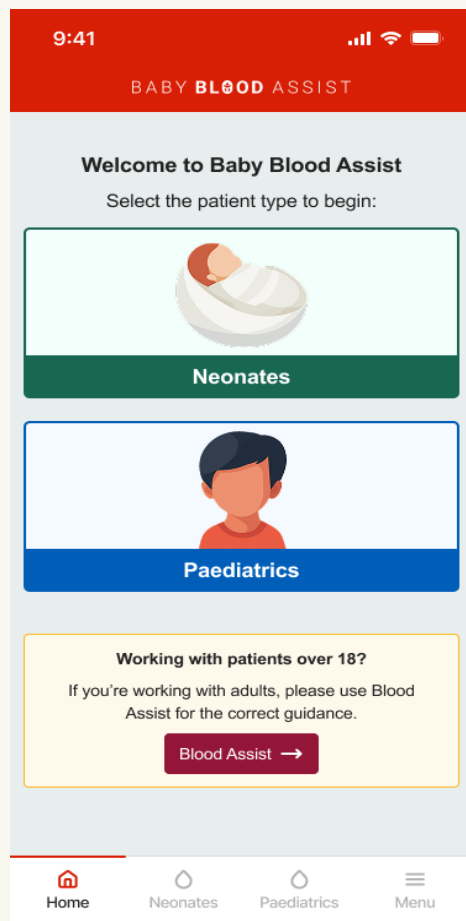 9:41
BABY BLOOD ASSIST
Welcome to Baby Blood Assist
Select the patient type to begin:
Neonates
Paediatrics
Working with patients over 18?
If you're working with adults, please use Blood
Assist for the correct guidance.
Blood Assist →
Home Neonates Paediatrics Menu